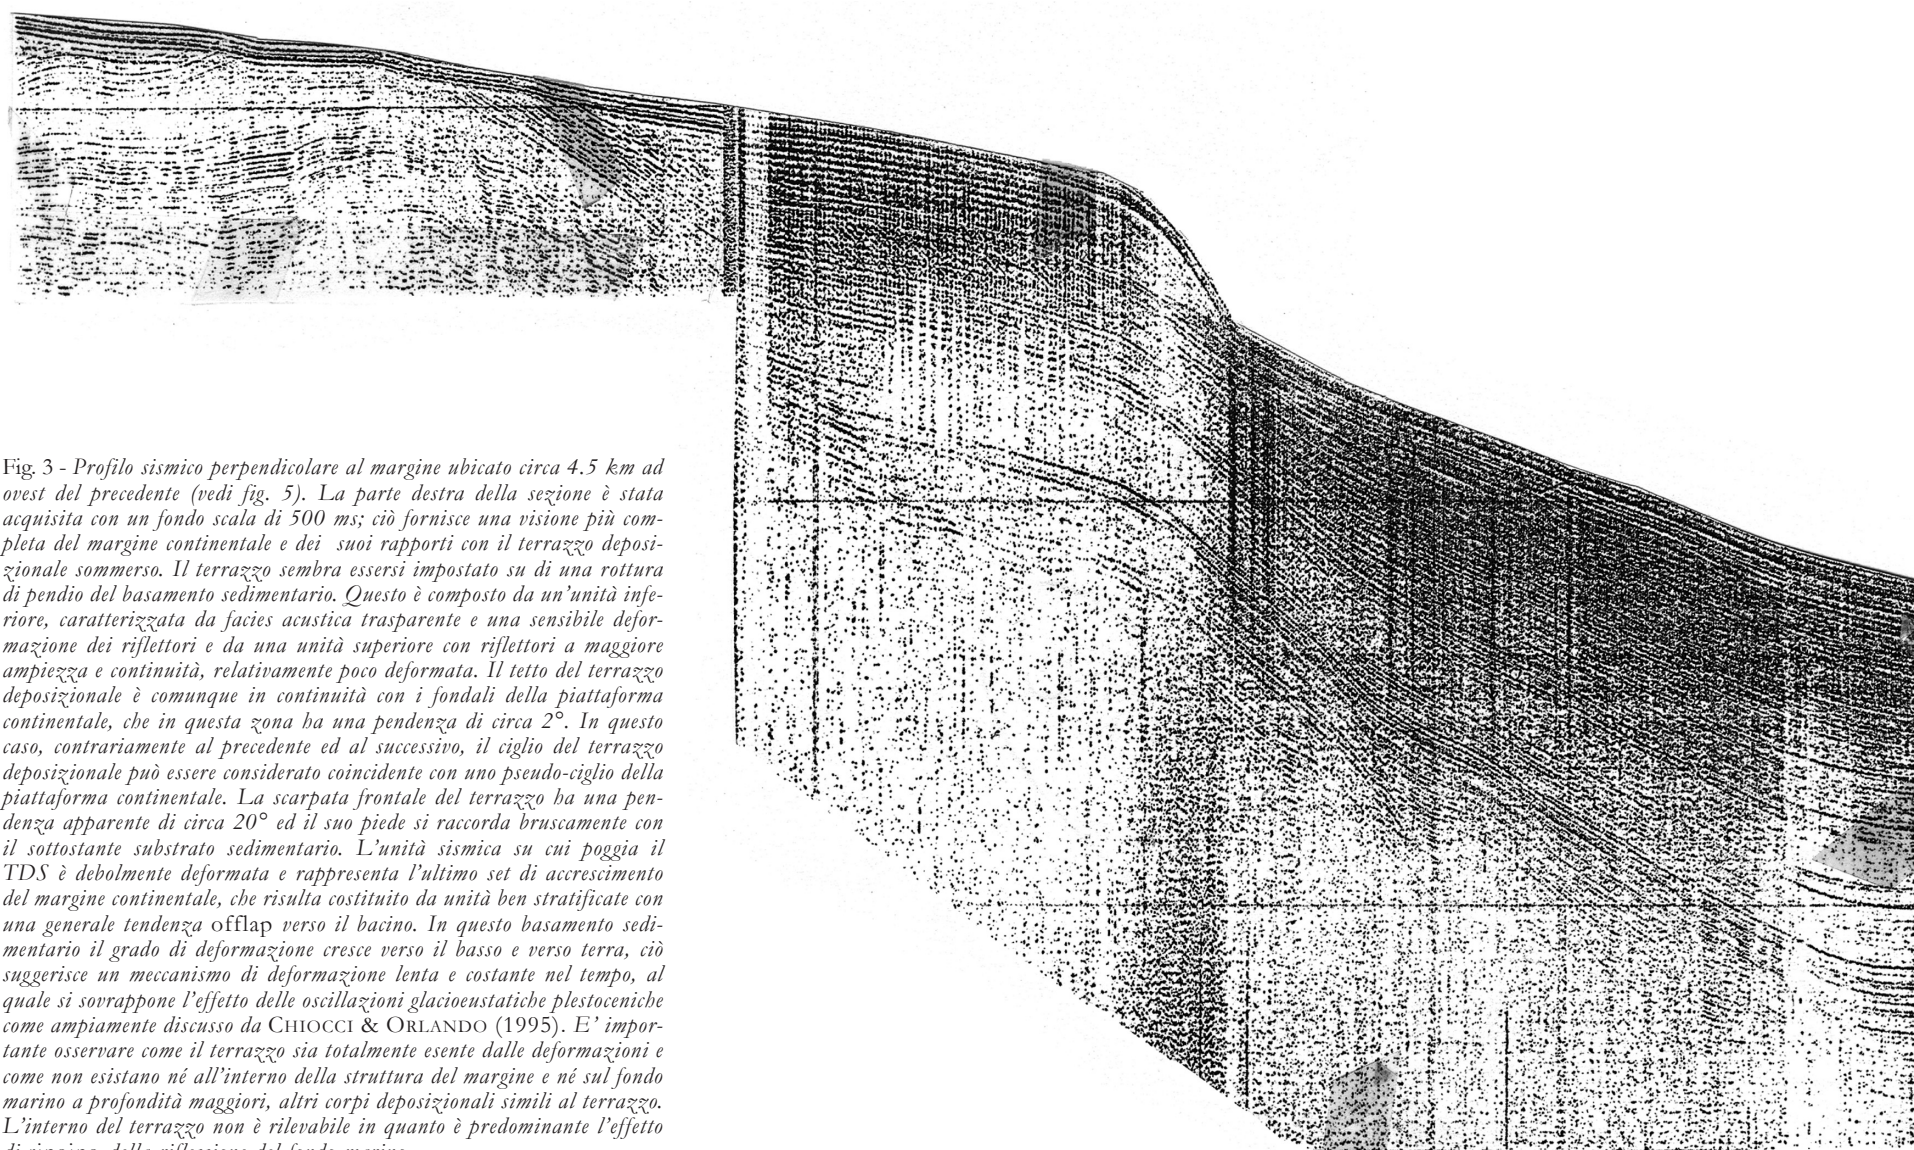 Fig. 3 - Profilo sismico perpendicolare al margine ubicato circa 4.5 km ad
ovest del precedente (vedi fig. 5). La parte destra della sezione è stata
acquisita con un fondo scala di 500 ms; ciò fornisce una visione più com-
pleta del margine continentale e dei suoi rapporti con il terrazzo deposi-
zionale sommerso. Il terrazzo sembra essersi impostato su di una rottura
di pendio del basamento sedimentario. Questo è composto da un'unità infe-
riore, caratterizzata da facies acustica trasparente e una sensibile defor-
mazione dei riflettori e da una unità superiore con riflettori a maggiore
ampiezza e continuità, relativamente poco deformata. Il tetto del terrazzo
deposizionale è comunque in continuità con i fondali della piattaforma
continentale, che in questa zona ha una pendenza di circa 2°. In questo
caso, contrariamente al precedente ed al successivo, il ciglio del terrazzo
deposizionale può essere considerato coincidente con uno pseudo-ciglio della
piattaforma continentale. La scarpata frontale del terrazzo ha una pen-
denza apparente di circa 20° ed il suo piede si raccorda bruscamente con
il sottostante substrato sedimentario. L'unità sismica su cui poggia il
TDS è debolmente deformata e rappresenta l'ultimo set di accrescimento
del margine continentale, che risulta costituito da unità ben stratificate con
una generale tendenza offlap verso il bacino. In questo basamento sedi-
mentario il grado di deformazione cresce verso il basso e verso terra, ciò
suggerisce un meccanismo di deformazione lenta e costante nel tempo, al
quale si sovrappone l'effetto delle oscillazioni glacioeustatiche plestoceniche
come ampiamente discusso da CHIOCCI & ORLANDO (1995). E' impor-
tante osservare come il terrazzo sia totalmente esente dalle deformazioni e
come non esistano né all'interno della struttura del margine e né sul fondo
marino a profondità maggiori, altri corpi deposizionali simili al terrazzo.
L'interno del terrazzo non è rilevabile in quanto è predominante l'effetto